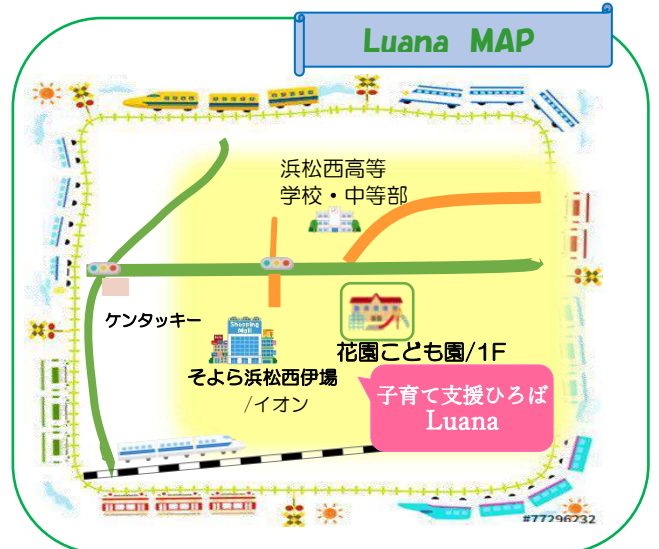 Luana MAP
浜松西高等
学校・中等部
ケンタッキー
Shopping
Mall
花園こども園/1F
そよら浜松西伊場
/イオン
子育て支援ひろば
Luana
#77296232